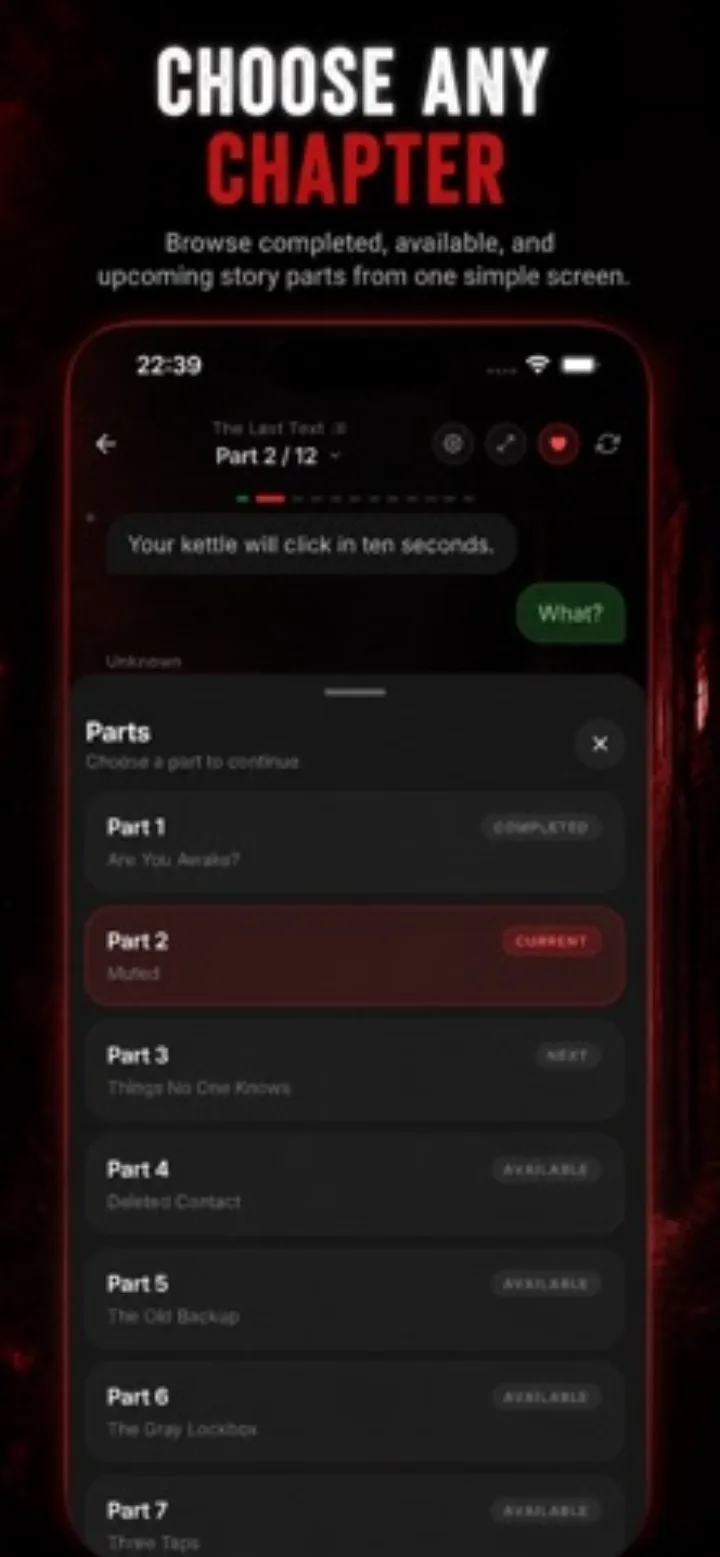 CHOOSE ANY
CHAPTER
Browse completed, available, and
upcoming story parts from one simple screen.
22:39
The Last Text
Part 2 / 12
Your kettle will click in ten seconds.
What?
Unknown
Parts
Choose a part to continue
Part 1
COMPLETED
Are You Awake?
Part 2
CURRENT
Muted
Part 3
NEXT
Things No One Knows
Part 4
AVAILABLE
Deleted Contact
Part 5
AVAILABLE
The Old Backup
Part 6
AVAILABLE
The Gray Lockbox
Part 7
AVAILABLE
Three Taps